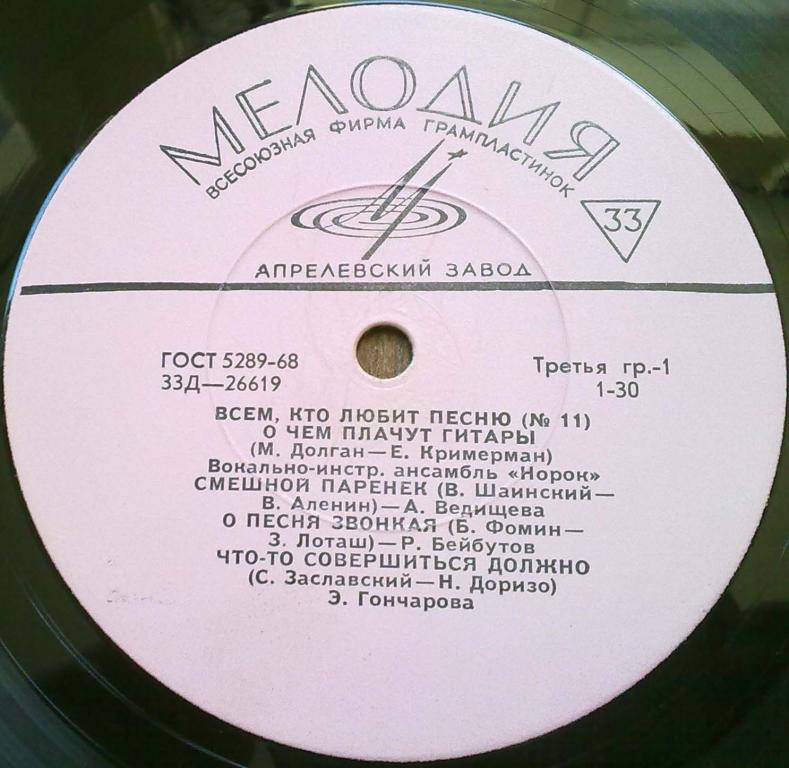 МЕЛОДИЯ
ВСЕСОЮЗНАЯ ФИРМА ГРАМПЛАСТИНОК
33
АПРЕЛЕВСКИЙ ЗАВОД
ГОСТ 5289-68 Третья гр.-1
33Д—26619 1-30
ВСЕМ, КТО ЛЮБИТ ПЕСНЮ (№ 11)
О ЧЕМ ПЛАЧУТ ГИТАРЫ
(М. Долган—Е. Кримерман)
Вокально-инстр. ансамбль «Норок»
СМЕШНОЙ ПАРЕНЕК (В. Шаинский—
В. Аленин)—А. Ведищева
О ПЕСНЯ ЗВОНКАЯ (Б. Фомин—
З. Лоташ)—Р. Бейбутов
ЧТО-ТО СОВЕРШИТЬСЯ ДОЛЖНО
(С. Заславский—Н. Доризо)
Э. Гончарова